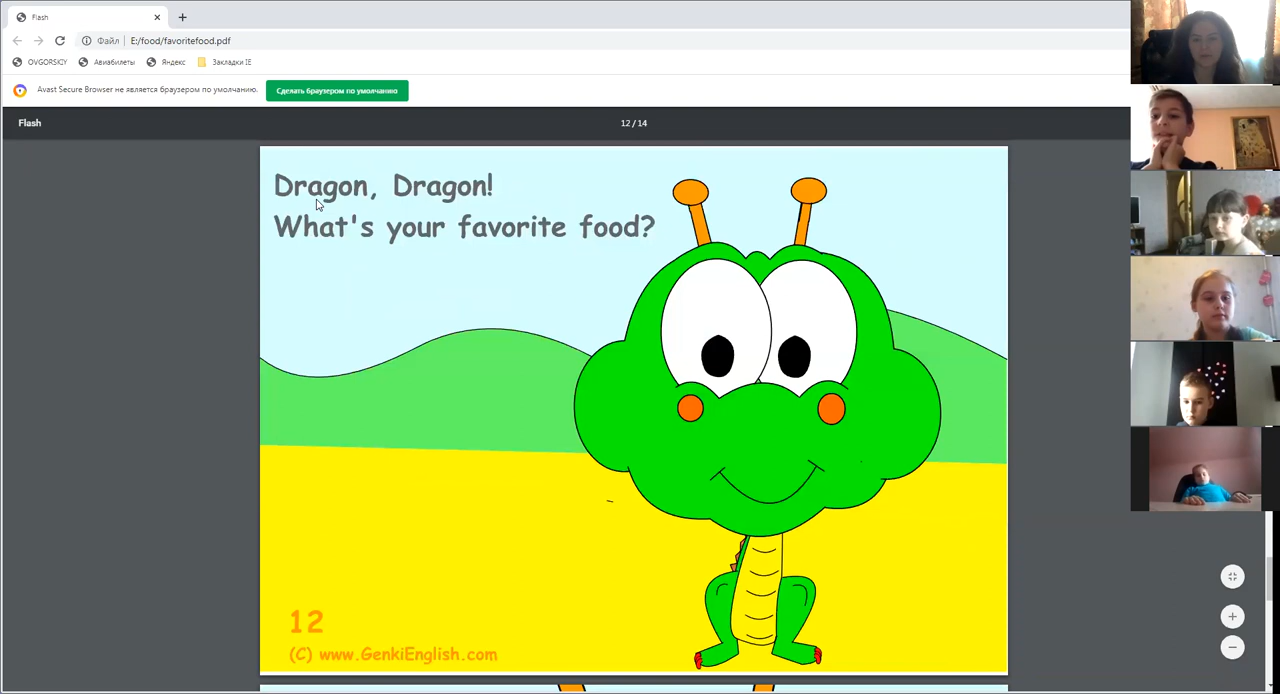 Flash
Файл E:/food/favoritefood.pdf
OVGORSKIY Авиабилеты Яндекс Закладки IE
Avast Secure Browser не является браузером по умолчанию. Сделать браузером по умолчанию
Flash 12 / 14
Dragon, Dragon!
What's your favorite food?
12
(C) www.GenkiEnglish.com